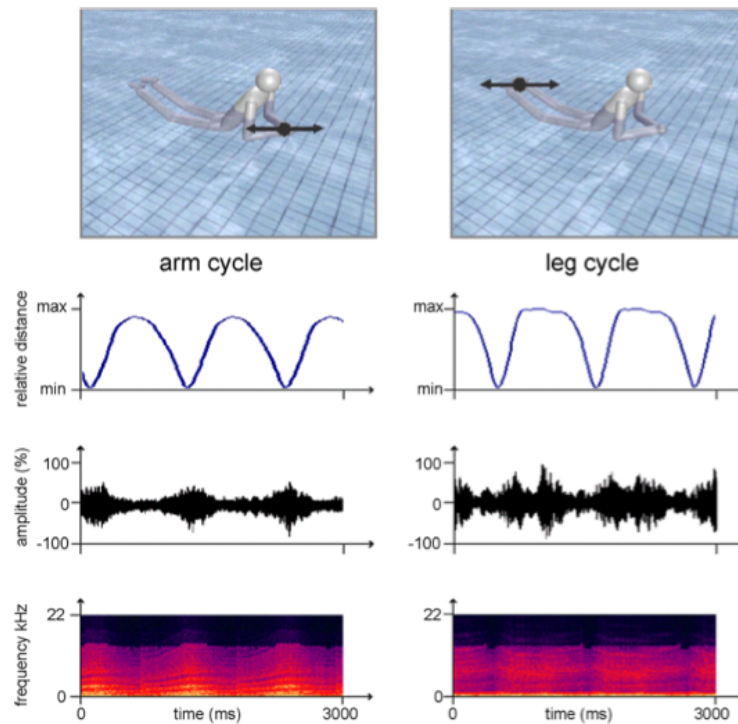 arm cycle
leg cycle
relative distance
max
min
max
min
amplitude (%)
100
0
-100
100
0
-100
frequency kHz
22
0
0
time (ms)
3000
22
0
0
time (ms)
3000